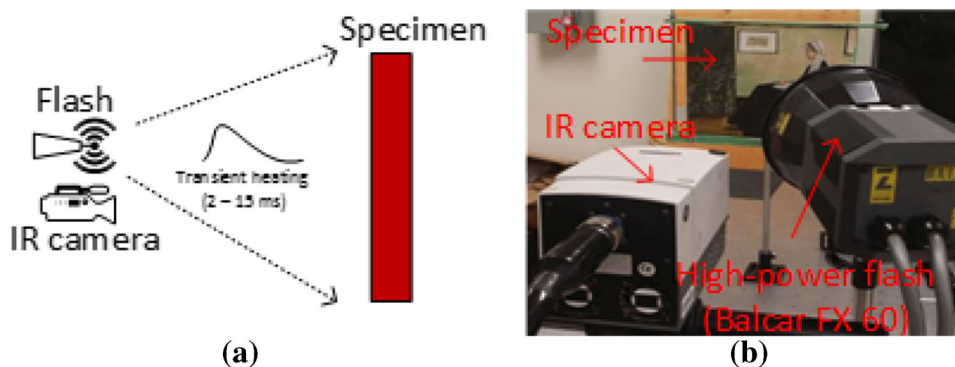 Specimen
Flash
Transient heating
(2 – 15 ms)
IR camera
(a)
Specimen
IR camera
High-power flash
(Balcar FX 60)
(b)